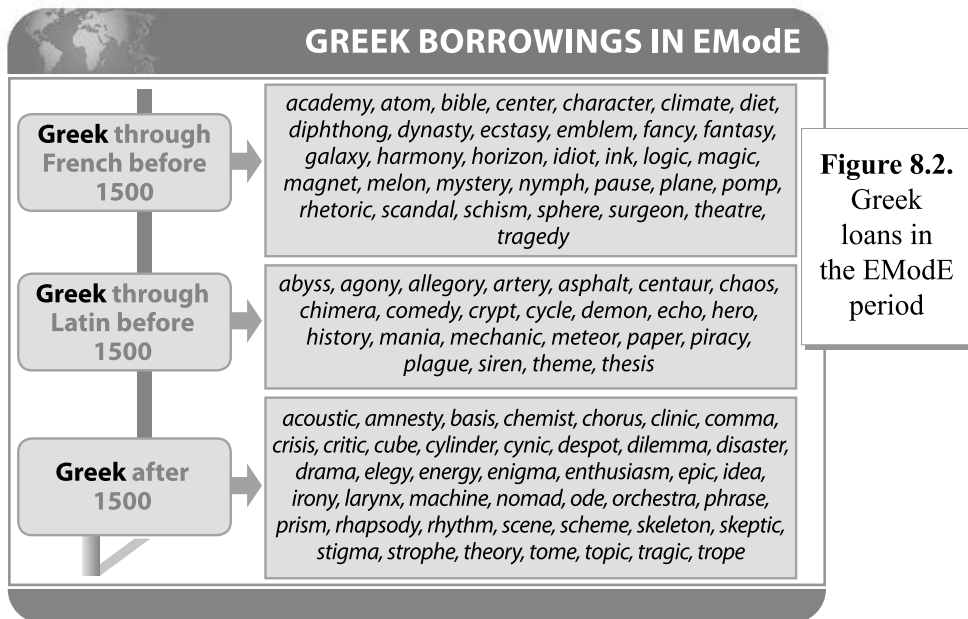 GREEK BORROWINGS IN EModE
Greek through
French before
1500
academy, atom, bible, center, character, climate, diet,
diphthong, dynasty, ecstasy, emblem, fancy, fantasy,
galaxy, harmony, horizon, idiot, ink, logic, magic,
magnet, melon, mystery, nymph, pause, plane, pomp,
rhetoric, scandal, schism, sphere, surgeon, theatre,
tragedy
Greek through
Latin before
1500
abyss, agony, allegory, artery, asphalt, centaur, chaos,
chimera, comedy, crypt, cycle, demon, echo, hero,
history, mania, mechanic, meteor, paper, piracy,
plague, siren, theme, thesis
Greek after
1500
acoustic, amnesty, basis, chemist, chorus, clinic, comma,
crisis, critic, cube, cylinder, cynic, despot, dilemma, disaster,
drama, elegy, energy, enigma, enthusiasm, epic, idea,
irony, larynx, machine, nomad, ode, orchestra, phrase,
prism, rhapsody, rhythm, scene, scheme, skeleton, skeptic,
stigma, strophe, theory, tome, topic, tragic, trope
Figure 8.2.
Greek
loans in
the EModE
period